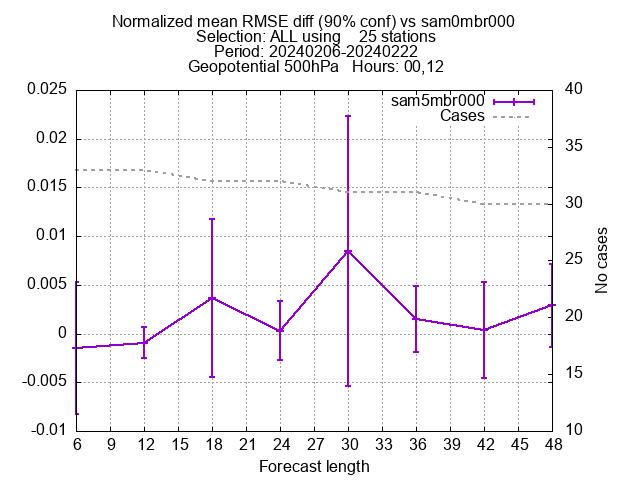 Normalized mean RMSE diff (90% conf) vs sam0mbr000
Selection: ALL using    25 stations
Period: 20240206-20240222
Geopotential 500hPa   Hours: 00,12
sam5mbr000
Cases
0.025
0.02
0.015
0.01
0.005
0
-0.005
-0.01
40
35
30
25
20
15
10
No cases
6 9 12 15 18 21 24 27 30 33 36 39 42 45 48
Forecast length